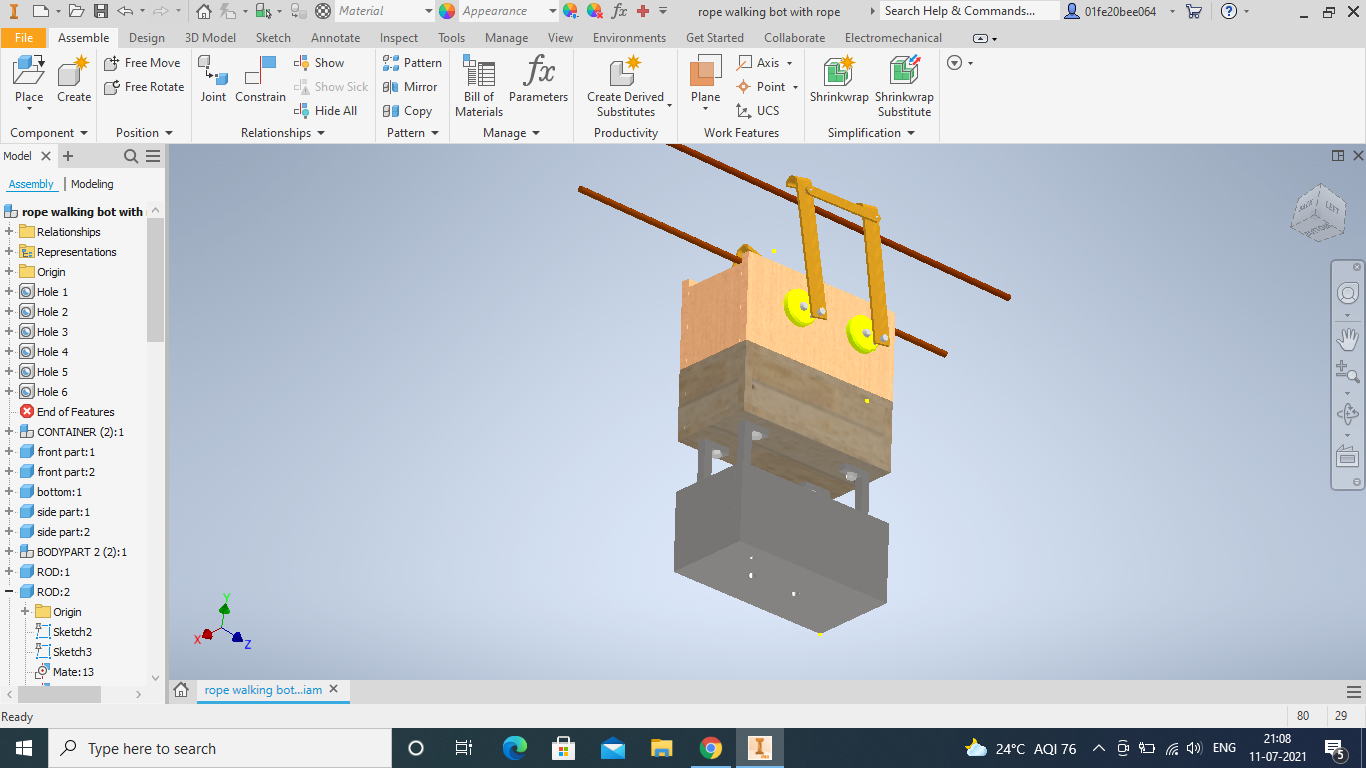 Material
Appearance
rope walking bot with rope
Search Help & Commands...
01fe20bee064
File
Assemble
Design
3D Model
Sketch
Annotate
Inspect
Tools
Manage
View
Environments
Get Started
Collaborate
Electromechanical
Place
Create
Free Move
Free Rotate
Joint
Constrain
Show
Show Sick
Hide All
Pattern
Mirror
Copy
Bill of
Materials
Parameters
Create Derived
Substitutes
Plane
Axis
Point
UCS
Shrinkwrap
Shrinkwrap
Substitute
Component
Position
Relationships
Pattern
Manage
Productivity
Work Features
Simplification
Model
Assembly
Modeling
rope walking bot with
Relationships
Representations
Origin
Hole 1
Hole 2
Hole 3
Hole 4
Hole 5
Hole 6
End of Features
CONTAINER (2):1
front part:1
front part:2
bottom:1
side part:1
side part:2
BODYPART 2 (2):1
ROD:1
ROD:2
Origin
Sketch2
Sketch3
Mate:13
BACK
LEFT
BOTTOM
Y
X
Z
rope walking bot...iam
Ready
80
29
Type here to search
24°C AQI 76
ENG
21:08
11-07-2021
5